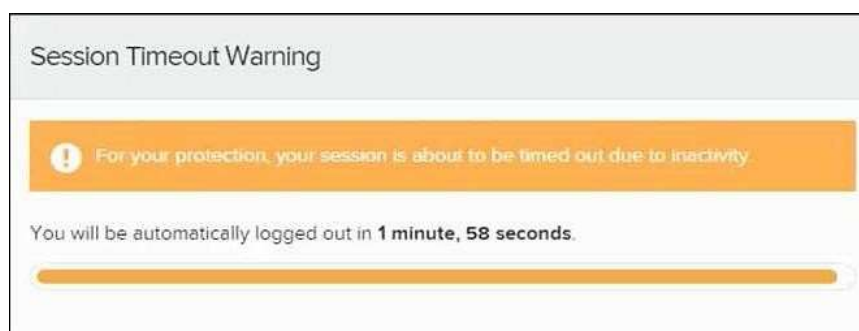 Session Timeout Warning
For your protection, your session is about to be timed out due to inactivity.
You will be automatically logged out in 1 minute, 58 seconds.